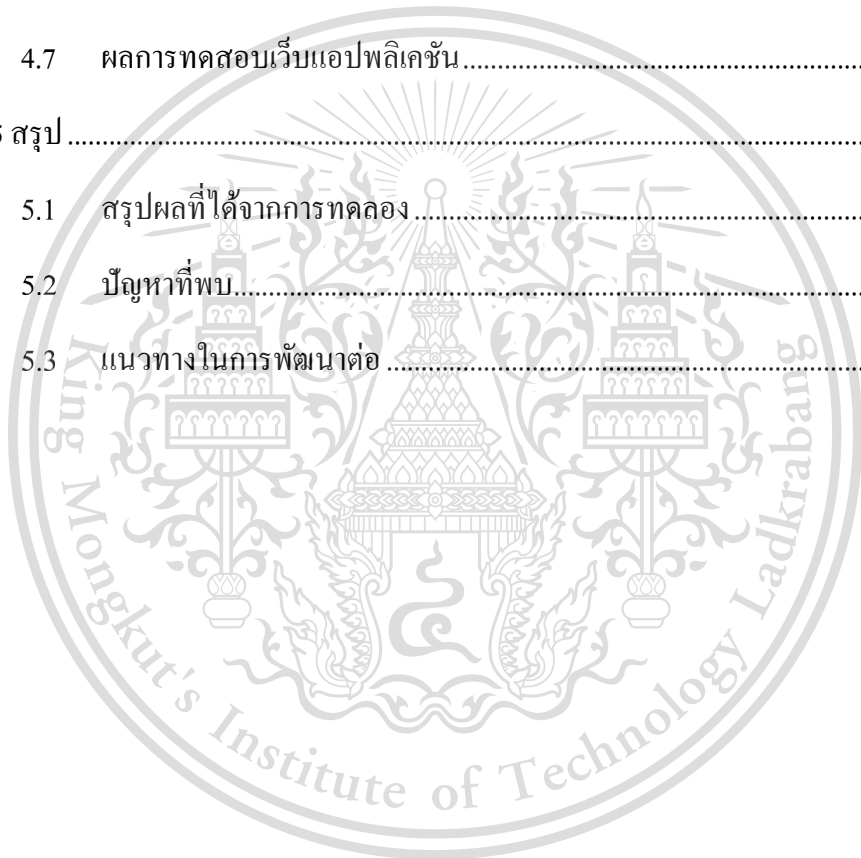 4.7 ผลการทดสอบเว็บแอปพลิเคชัน
5 สรุป
5.1 สรุปผลที่ได้จากการทดลอง
5.2 ปัญหาที่พบ
5.3 แนวทางในการพัฒนาต่อ
King Mongkut's Institute of Technology Ladkrabang